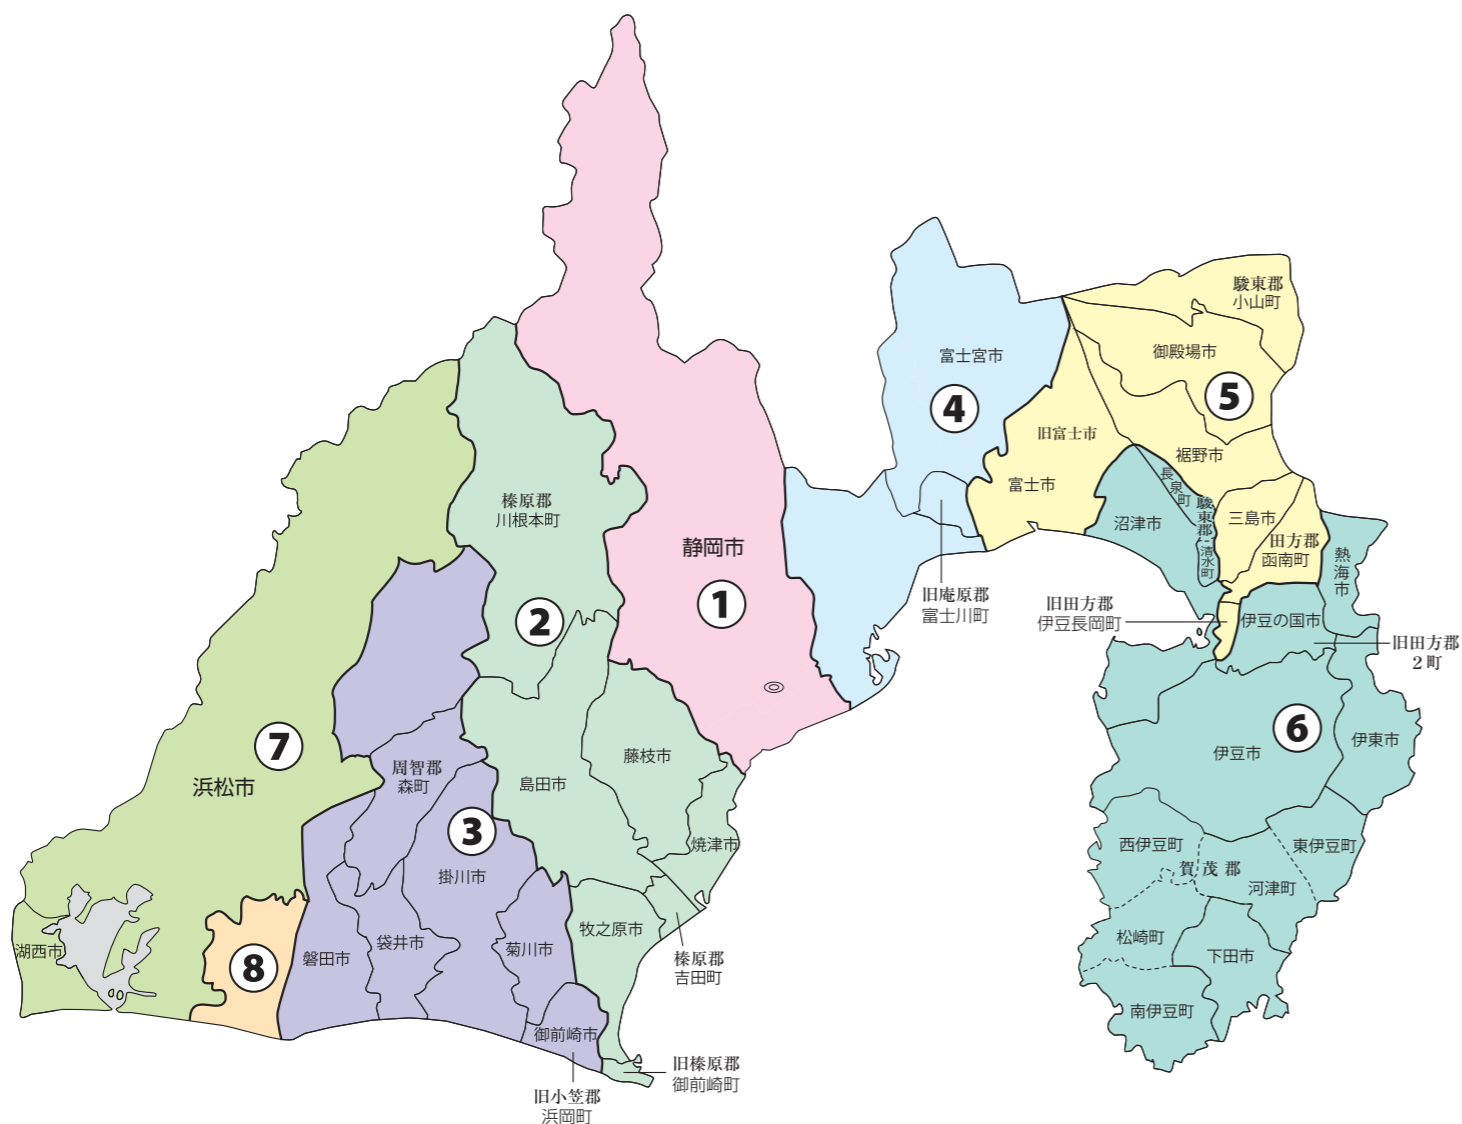 駿東郡
小山町
富士宮市
御殿場市
④
⑤
旧富士市
裾野市
富士市
長泉町
榛原郡
川根本町
駿東郡
三島市
沼津市
田方郡
函南町
清水町
熱海市
静岡市
①
旧庵原郡
富士川町
旧田方郡
伊豆長岡町
伊豆の国市
②
旧田方郡
2町
⑦
⑥
伊豆市
伊東市
浜松市
周智郡
森町
島田市
藤枝市
③
焼津市
西伊豆町
東伊豆町
掛川市
賀茂郡
河津町
湖西市
⑧
磐田市
袋井市
菊川市
牧之原市
松崎町
下田市
榛原郡
吉田町
南伊豆町
御前崎市
旧榛原郡
御前崎町
旧小笠郡
浜岡町